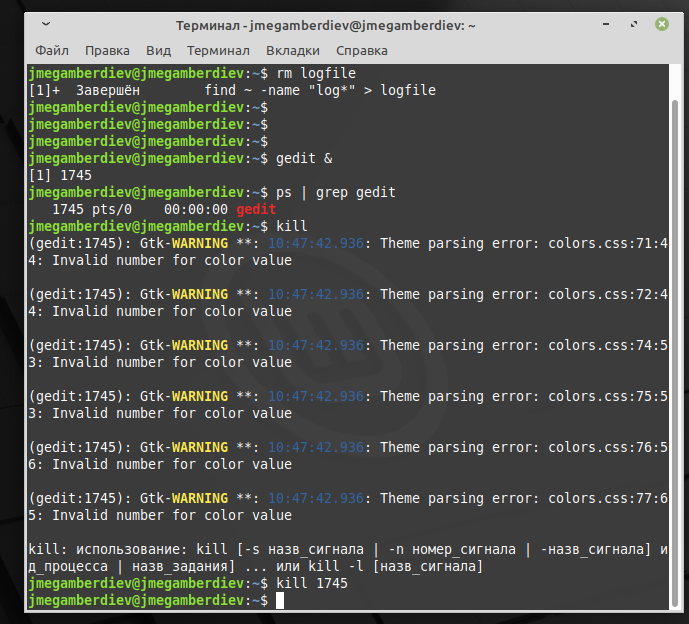 Терминал - jmegamberdiev@jmegamberdiev: ~
Файл Правка Вид Терминал Вкладки Справка
jmegamberdiev@jmegamberdiev:~$ rm logfile
[1]+  Завершён        find ~ -name "log*" > logfile
jmegamberdiev@jmegamberdiev:~$
jmegamberdiev@jmegamberdiev:~$
jmegamberdiev@jmegamberdiev:~$
jmegamberdiev@jmegamberdiev:~$ gedit &
[1] 1745
jmegamberdiev@jmegamberdiev:~$ ps | grep gedit
   1745 pts/0    00:00:00 gedit
jmegamberdiev@jmegamberdiev:~$ kill
(gedit:1745): Gtk-WARNING **: 10:47:42.936: Theme parsing error: colors.css:71:4
4: Invalid number for color value
(gedit:1745): Gtk-WARNING **: 10:47:42.936: Theme parsing error: colors.css:72:4
4: Invalid number for color value
(gedit:1745): Gtk-WARNING **: 10:47:42.936: Theme parsing error: colors.css:74:5
3: Invalid number for color value
(gedit:1745): Gtk-WARNING **: 10:47:42.936: Theme parsing error: colors.css:75:5
3: Invalid number for color value
(gedit:1745): Gtk-WARNING **: 10:47:42.936: Theme parsing error: colors.css:76:5
6: Invalid number for color value
(gedit:1745): Gtk-WARNING **: 10:47:42.936: Theme parsing error: colors.css:77:6
5: Invalid number for color value
kill: использование: kill [-s назв_сигнала | -n номер_сигнала | -назв_сигнала] и
д_процесса | назв_задания] ... или kill -l [назв_сигнала]
jmegamberdiev@jmegamberdiev:~$ kill 1745
jmegamberdiev@jmegamberdiev:~$